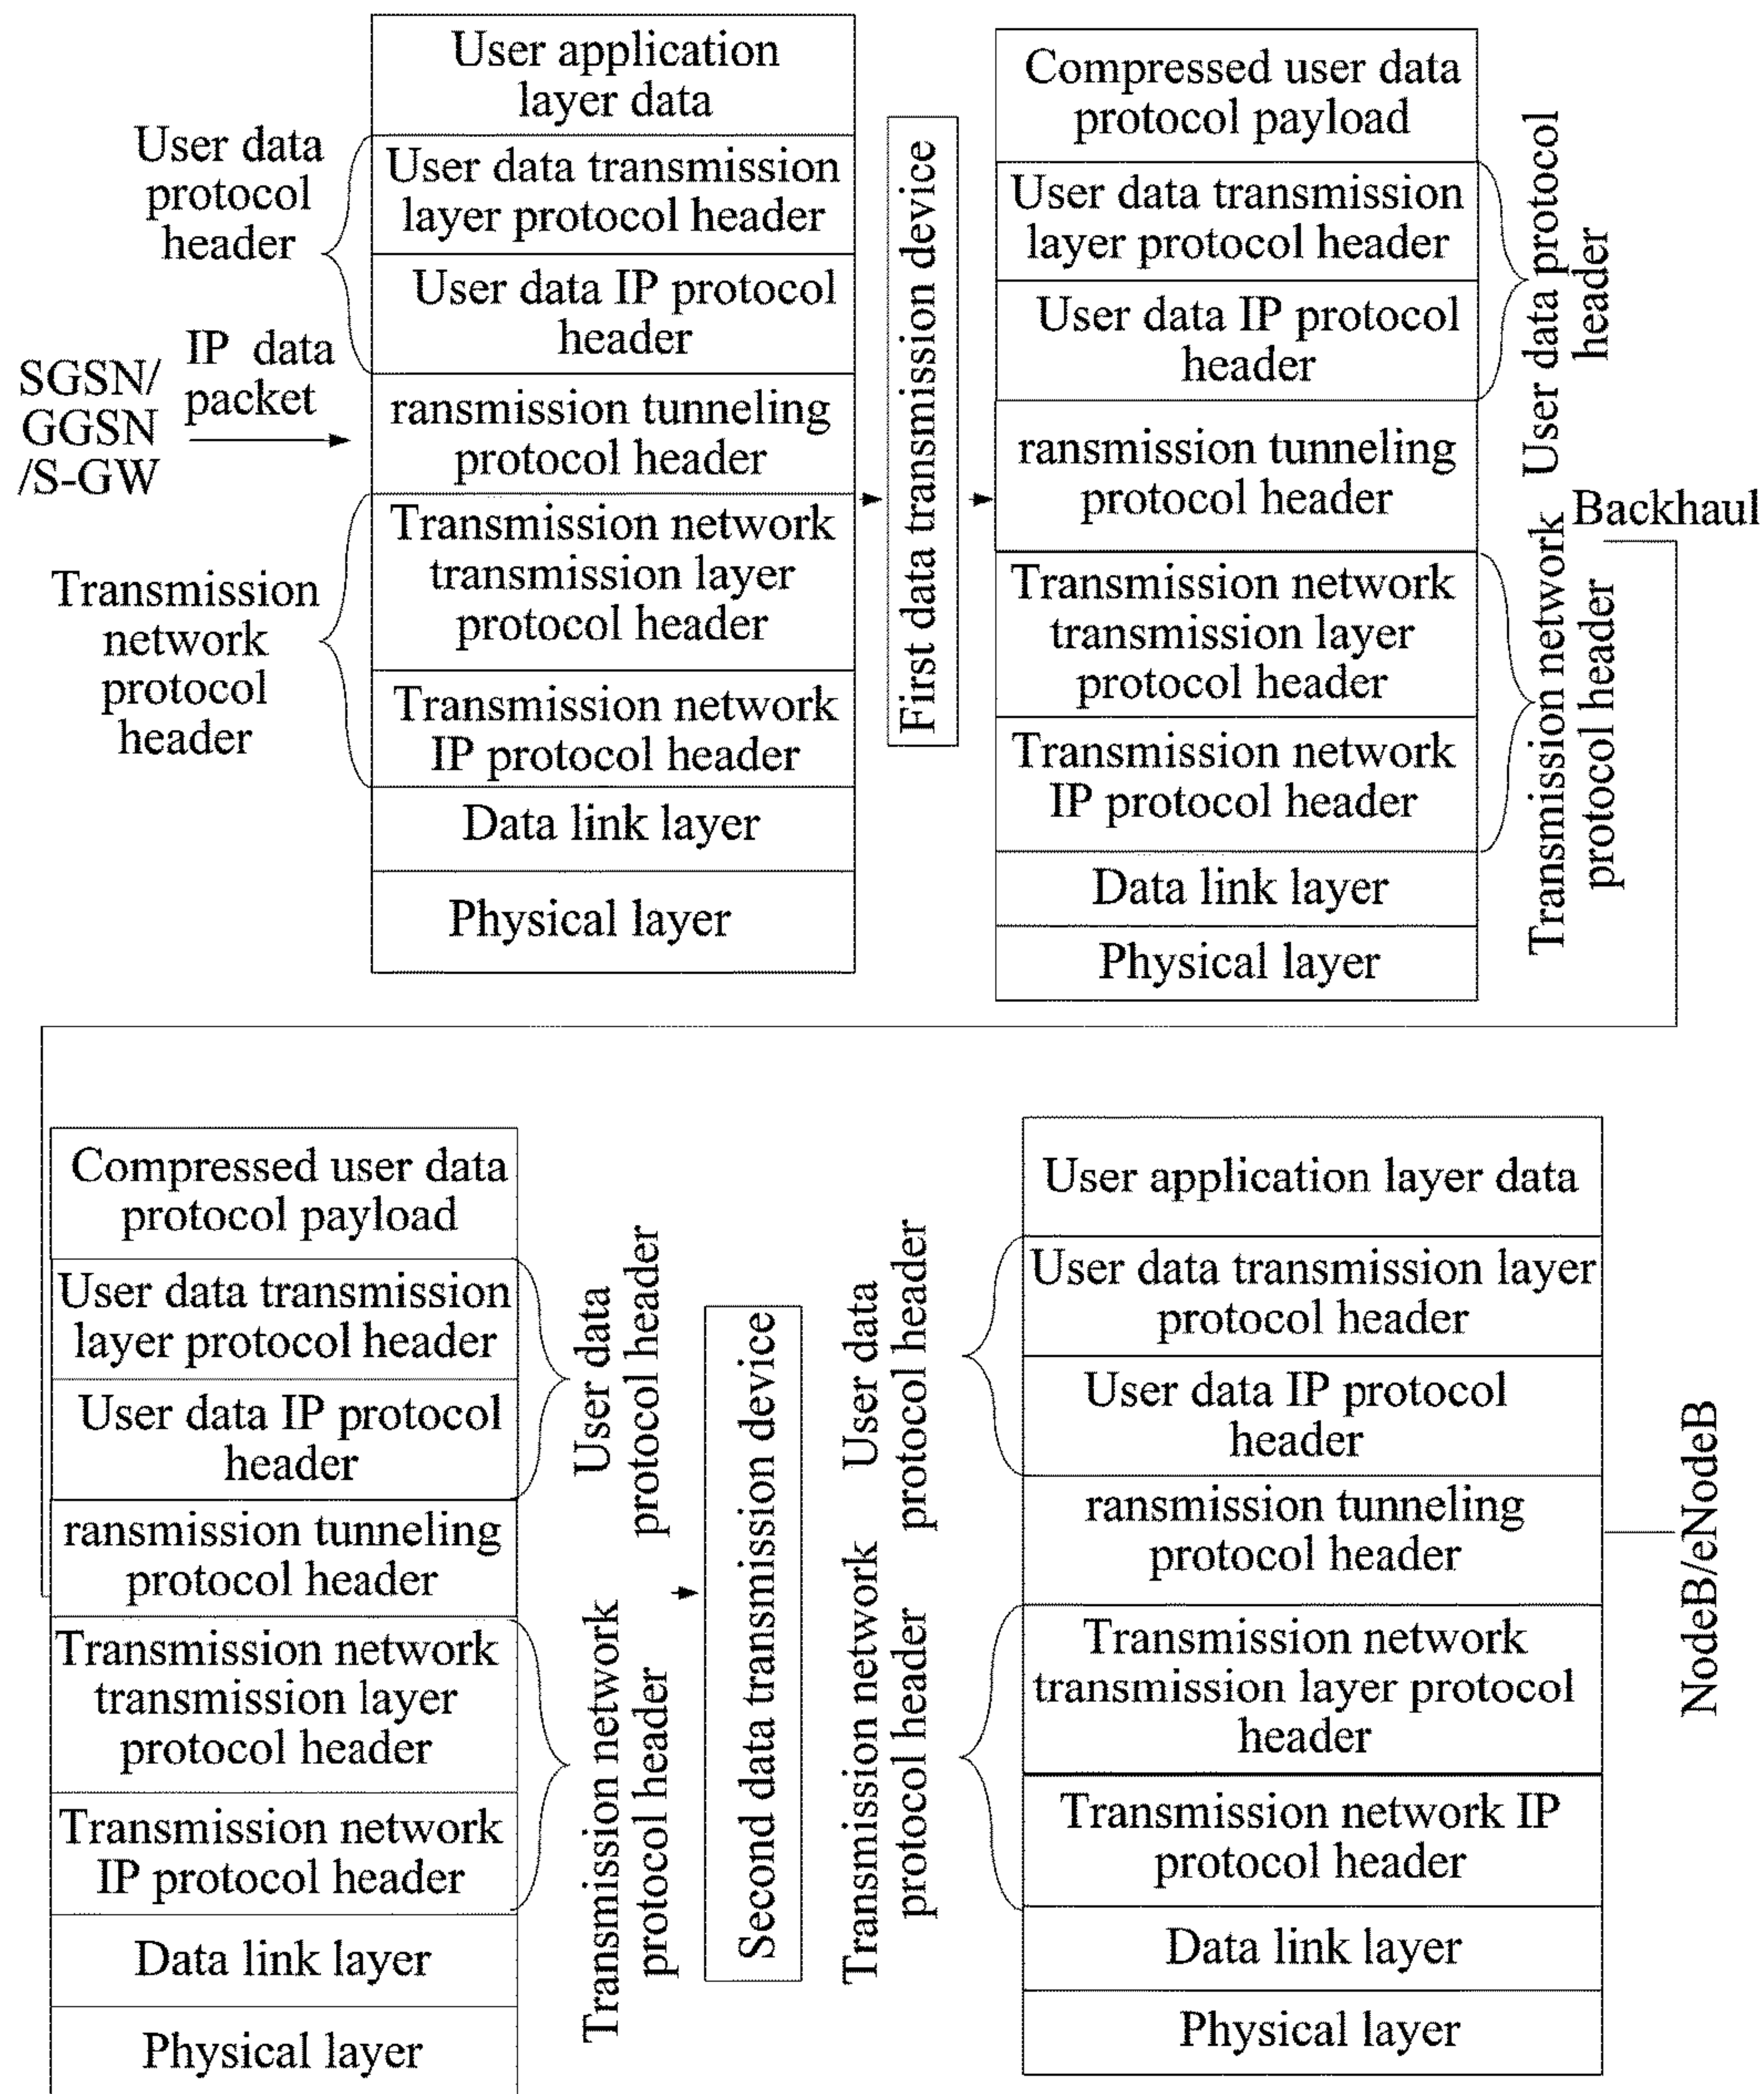 User application
layer data
User data
protocol
header
User data transmission
layer protocol header
User data IP protocol
header
SGSN/
GGSN
/S-GW
IP data
packet
ransmission tunneling
protocol header
Transmission
network
protocol
header
Transmission network
transmission layer
protocol header
Transmission network
IP protocol header
Data link layer
Physical layer
First data transmission device
Compressed user data
protocol payload
User data transmission
layer protocol header
User data IP protocol
header
ransmission tunneling
protocol header
Transmission network
transmission layer
protocol header
Transmission network
IP protocol header
Data link layer
Physical layer
User data protocol
header
Transmission network
protocol header
Backhaul
Compressed user data
protocol payload
User data transmission
layer protocol header
User data IP protocol
header
ransmission tunneling
protocol header
Transmission network
transmission layer
protocol header
Transmission network
IP protocol header
Data link layer
Physical layer
User data
protocol header
Transmission network
protocol header
Second data transmission device
User data
protocol header
Transmission network
protocol header
User application layer data
User data transmission layer
protocol header
User data IP protocol
header
ransmission tunneling
protocol header
Transmission network
transmission layer protocol
header
Transmission network IP
protocol header
Data link layer
Physical layer
NodeB/eNodeB